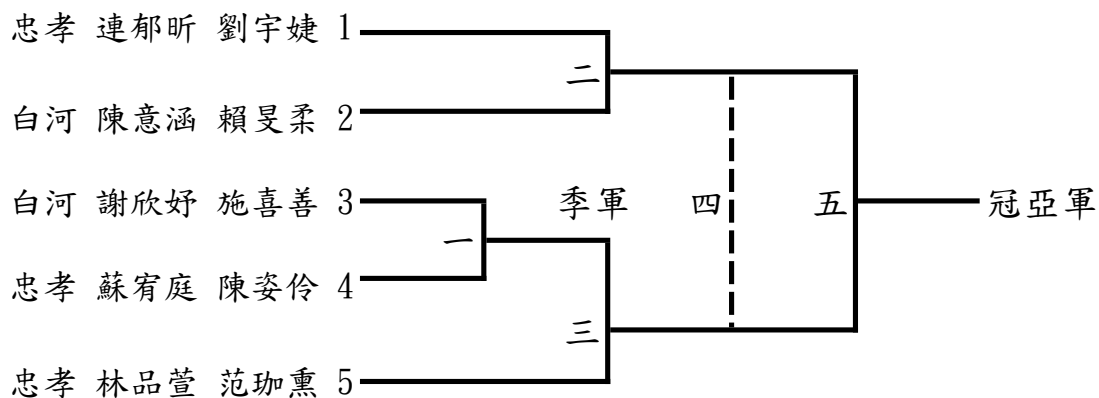 忠孝 連郁昕 劉宇婕 1
二
白河 陳意涵 賴旻柔 2
白河 謝欣妤 施喜善 3
季軍 四 五 冠亞軍
一
忠孝 蘇宥庭 陳姿伶 4
三
忠孝 林品萱 范珈熏 5